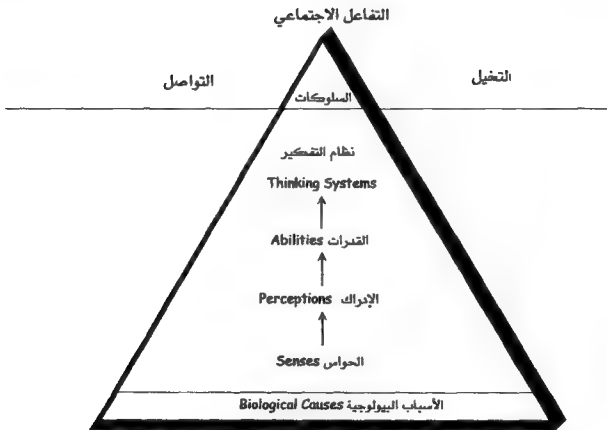 التفاعل الاجتماعي
التخيل
التواصل
السلوكات
نظام التفكير
Thinking Systems
القدرات Abilities
الإدراك Perceptions
الحواس Senses
الأسباب البيولوجية Biological Causes